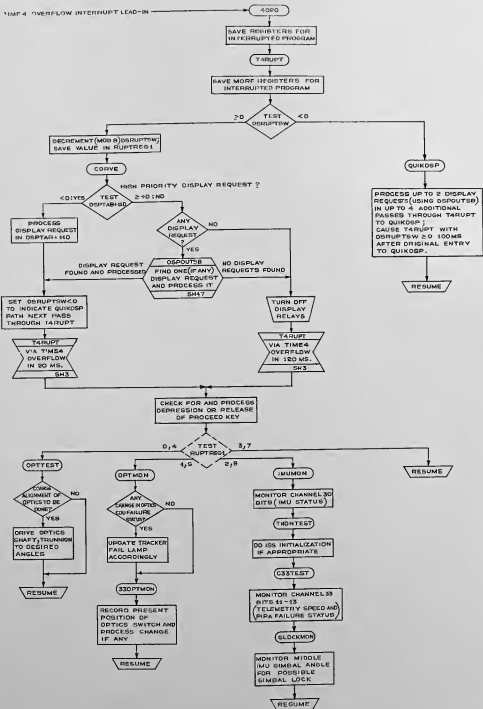 TIME 4 OVERFLOW INTERRUPT LEAD-IN
4020
SAVE REGISTERS FOR
INTERRUPTED PROGRAM
T4RUPT
SAVE MORE REGISTERS FOR
INTERRUPTED PROGRAM
TEST
DSRUPTSW
≥0
<0
DECREMENT (MOD 8) DSRUPTSW;
SAVE VALUE IN RUPTREG1
CDRVE
QUIKDSP
HIGH PRIORITY DISPLAY REQUEST ?
TEST
DSPTAB+11D
<0:YES
≥+0:NO
PROCESS
DISPLAY REQUEST
IN DSPTAB+11D
ANY
DISPLAY
REQUEST
?
NO
YES
PROCESS UP TO 2 DISPLAY
REQUESTS (USING DSPOUTSB)
IN UP TO 4 ADDITIONAL
PASSES THROUGH T4RUPT
TO QUIKDSP;
CAUSE T4RUPT WITH
DSRUPTSW ≥0 100MS
AFTER ORIGINAL ENTRY
TO QUIKDSP.
RESUME
DISPLAY REQUEST
FOUND AND PROCESSED
DSPOUTSB
FIND ONE (IF ANY)
DISPLAY REQUEST
AND PROCESS IT
SH47
NO DISPLAY
REQUESTS FOUND
SET DSRUPTSW<0
TO INDICATE QUIKDSP
PATH NEXT PASS
THROUGH T4RUPT
TURN OFF
DISPLAY
RELAYS
T4RUPT
VIA TIME4
OVERFLOW
IN 20 MS.
SH3
T4RUPT
VIA TIME4
OVERFLOW
IN 120 MS.
SH3
CHECK FOR AND PROCESS
DEPRESSION OR RELEASE
OF PROCEED KEY
TEST
RUPTREG1
0,4
1,5
2,6
3,7
RESUME
OPTTEST
COARSE
ALIGNMENT OF
OPTICS TO BE
DONE?
NO
YES
DRIVE OPTICS
SHAFT, TRUNNION
TO DESIRED
ANGLES
RESUME
OPTMON
ANY
CHANGE IN OPTICS
CDU FAILURE
STATUS?
NO
YES
UPDATE TRACKER
FAIL LAMP
ACCORDINGLY
33OPTMON
RECORD PRESENT
POSITION OF
OPTICS SWITCH AND
PROCESS CHANGE
IF ANY
RESUME
IMUMON
MONITOR CHANNEL 30
BITS (IMU STATUS)
TNONTEST
DO ISS INITIALIZATION
IF APPROPRIATE
C33TEST
MONITOR CHANNEL 33
BITS 11-13
(TELEMETRY SPEED AND
PIPA FAILURE STATUS)
GLOCKMON
MONITOR MIDDLE
IMU GIMBAL ANGLE
FOR POSSIBLE
GIMBAL LOCK
RESUME